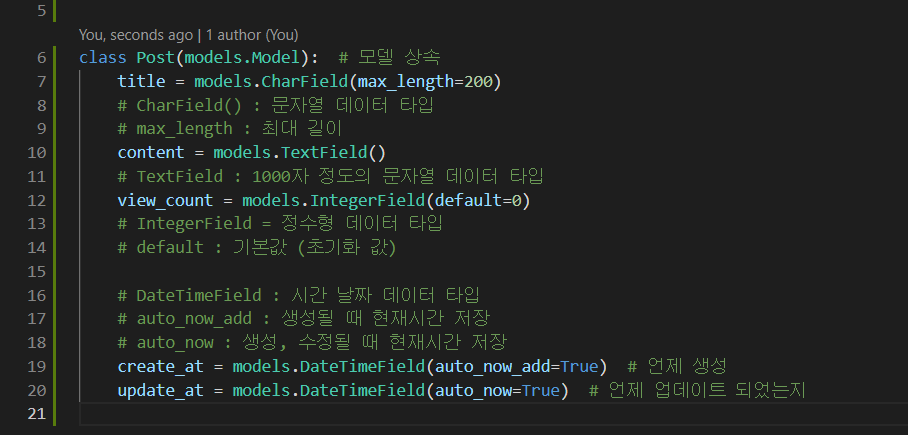 5
You, seconds ago | 1 author (You)
6 class Post(models.Model):  # 모델 상속
7     title = models.CharField(max_length=200)
8     # CharField() : 문자열 데이터 타입
9     # max_length : 최대 길이
10     content = models.TextField()
11     # TextField : 1000자 정도의 문자열 데이터 타입
12     view_count = models.IntegerField(default=0)
13     # IntegerField = 정수형 데이터 타입
14     # default : 기본값 (초기화 값)
15
16     # DateTimeField : 시간 날짜 데이터 타입
17     # auto_now_add : 생성될 때 현재시간 저장
18     # auto_now : 생성, 수정될 때 현재시간 저장
19     create_at = models.DateTimeField(auto_now_add=True)  # 언제 생성
20     update_at = models.DateTimeField(auto_now=True)  # 언제 업데이트 되었는지
21